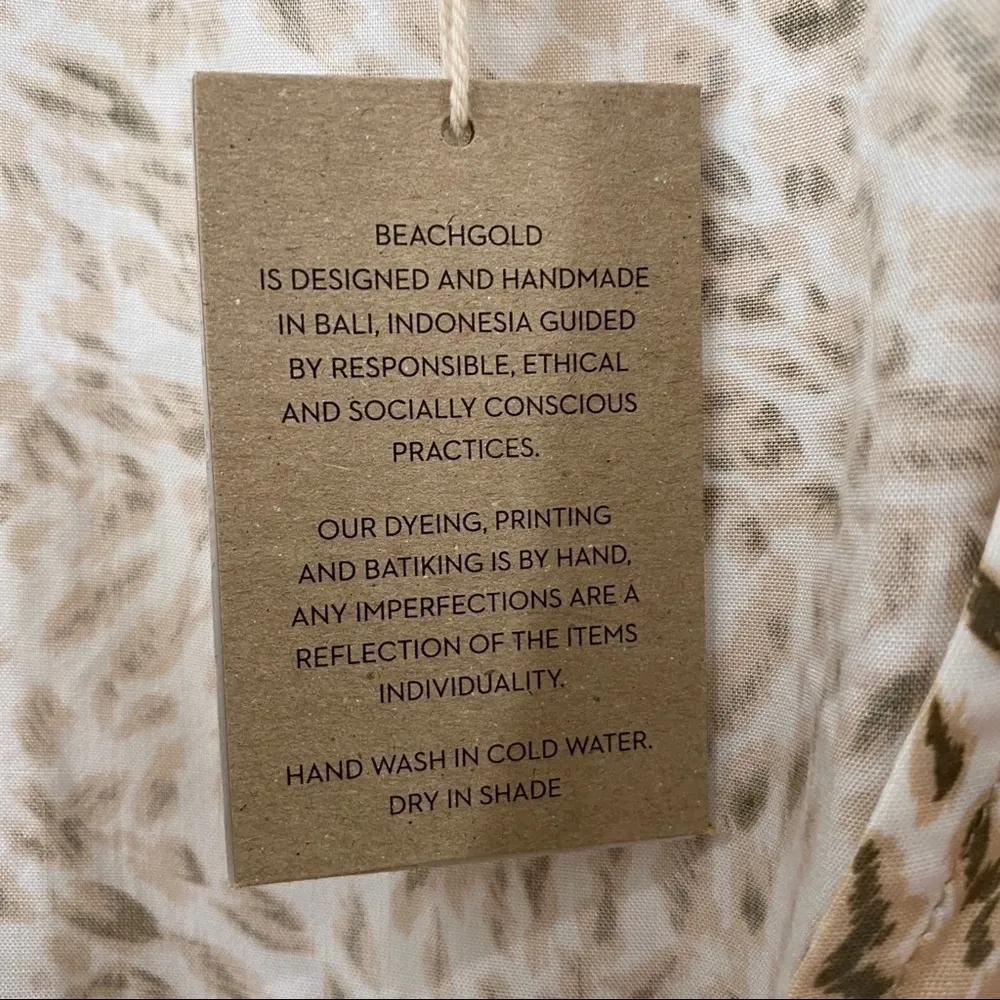 BEACHGOLD
IS DESIGNED AND HANDMADE
IN BALI, INDONESIA GUIDED
BY RESPONSIBLE, ETHICAL
AND SOCIALLY CONSCIOUS
PRACTICES.
OUR DYEING, PRINTING
AND BATIKING IS BY HAND,
ANY IMPERFECTIONS ARE A
REFLECTION OF THE ITEMS
INDIVIDUALITY.
HAND WASH IN COLD WATER.
DRY IN SHADE